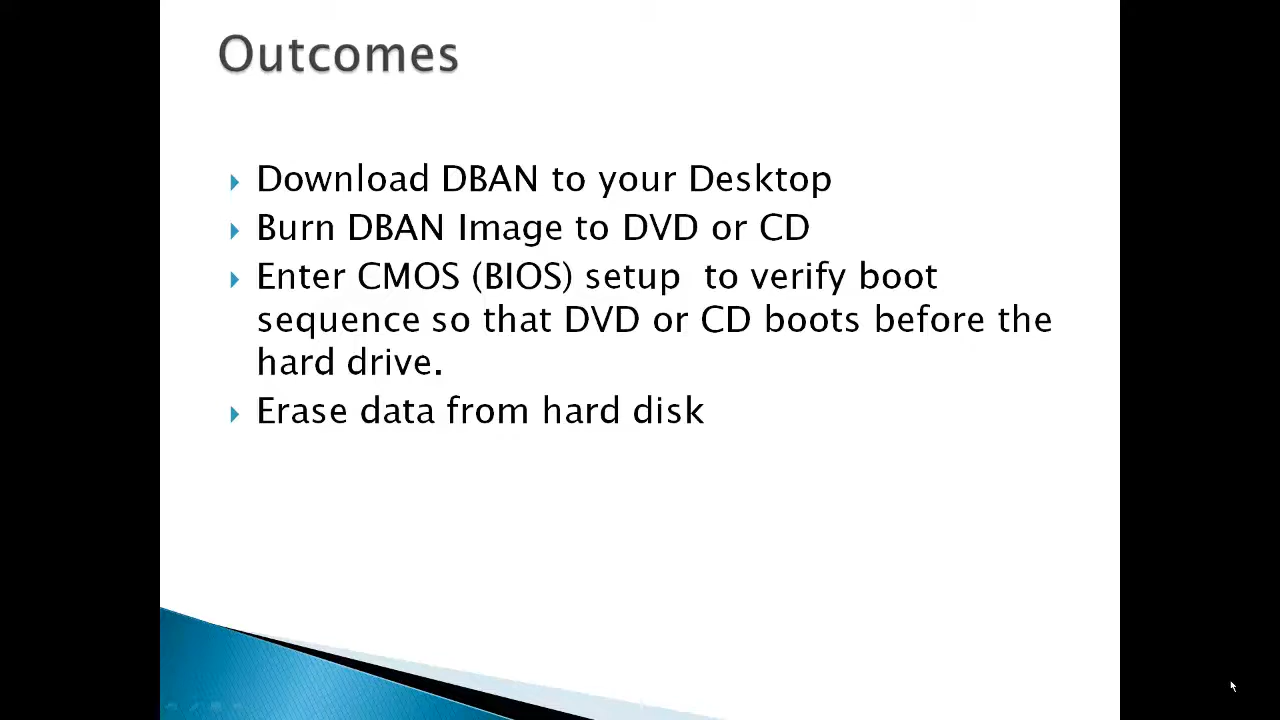 Outcomes
Download DBAN to your Desktop
Burn DBAN Image to DVD or CD
Enter CMOS (BIOS) setup  to verify boot
sequence so that DVD or CD boots before the
hard drive.
Erase data from hard disk